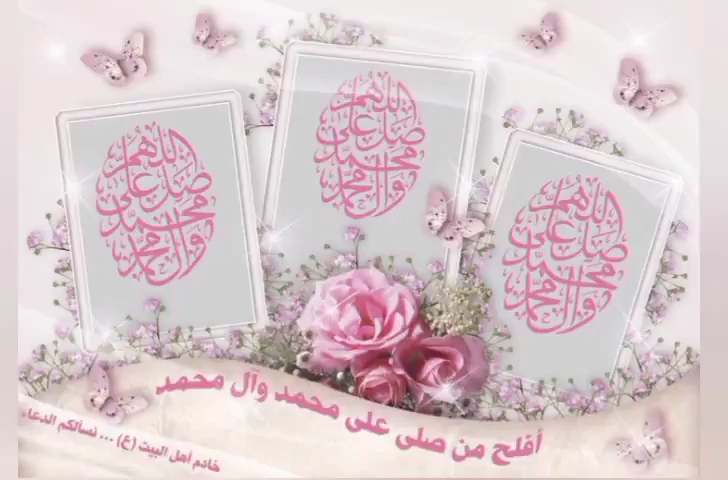 اللهم صل على محمد وآل محمد
اللهم صل على محمد وآل محمد
اللهم صل على محمد وآل محمد
أفلح من صلى على محمد وآل محمد
خادم أهل البيت (ع) ... نسألكم الدعاء